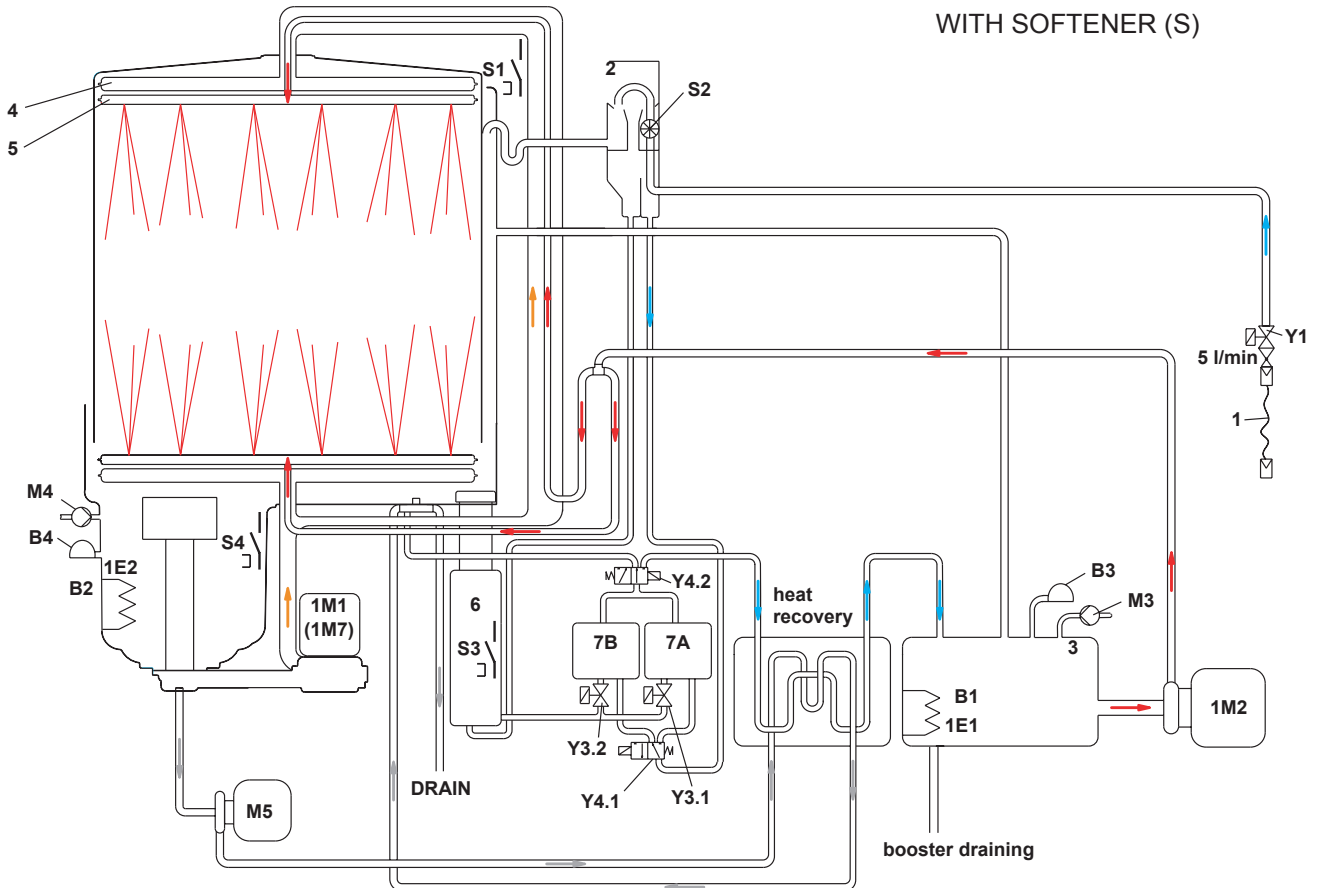 WITH SOFTENER (S)
S1
2
S2
4
5
Y1
5 l/min
1
M4
B4
S4
1E2
B2
1M1
(1M7)
6
S3
Y4.2
7B
7A
heat
recovery
B3
M3
3
B1
1E1
1M2
Y3.2
Y4.1
Y3.1
DRAIN
M5
booster draining